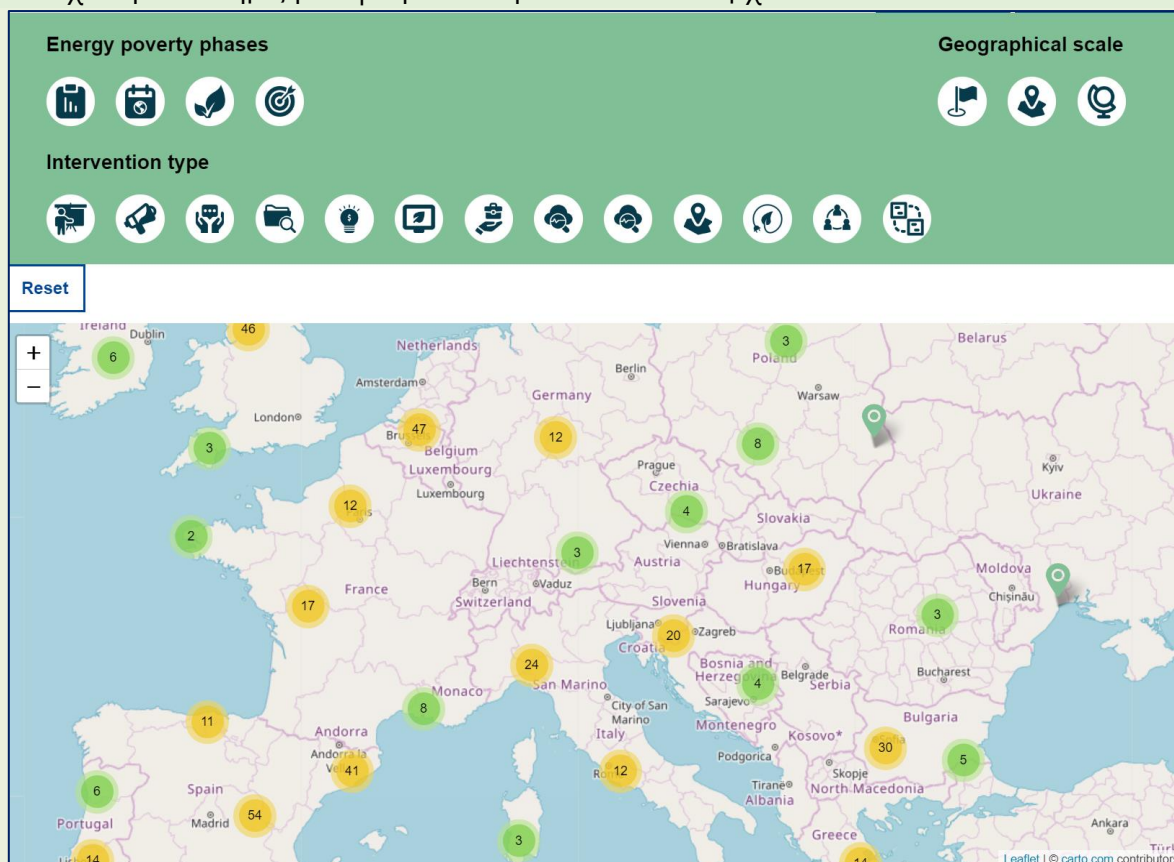 Energy poverty phases
Geographical scale
Intervention type
Reset
+
−
Ireland
Dublin
46
6
Netherlands
3
Poland
Belarus
Berlin
Amsterdam
Germany
Warsaw
London
47
12
3
8
Belgium
Luxembourg
Prague
Kyiv
Czechia
Luxembourg
Ukraine
12
4
Slovakia
2
Vienna
Bratislava
3
Liechtenstein
Austria
17
Moldova
Hungary
Bern
Vaduz
Chișinău
France
Switzerland
Slovenia
17
3
Ljubljana
20
Zagreb
Romania
Croatia
24
Bosnia and
Herzegovina
Belgrade
Bucharest
San Marino
4
Serbia
Monaco
Sarajevo
8
City of San
Marino
11
Bulgaria
Montenegro
Andorra
Italy
Kosovo*
30
Sofia
Andorra la
Podgorica
5
41
12
Skopje
Spain
6
Tirane
North Macedonia
Albania
54
Madrid
Portugal
Ankara
3
Greece
14
14
Leaflet | © carto.com contributors